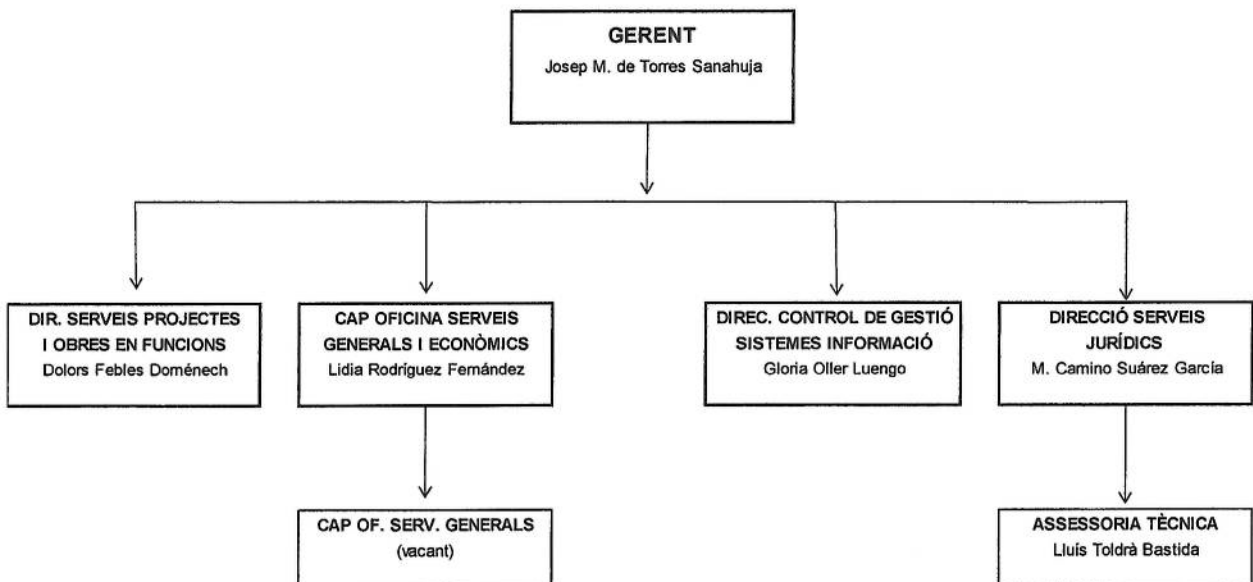 GERENT
Josep M. de Torres Sanahuja
DIR. SERVEIS PROJECTES
I OBRES EN FUNCIONS
Dolors Febles Doménech
CAP OFICINA SERVEIS
GENERALS I ECONÒMICS
Lidia Rodríguez Fernández
DIREC. CONTROL DE GESTIÓ
SISTEMES INFORMACIÓ
Gloria Oller Luengo
DIRECCIÓ SERVEIS
JURÍDICS
M. Camino Suárez García
CAP OF. SERV. GENERALS
(vacant)
ASSESSORIA TÈCNICA
Lluís Toldrà Bastida